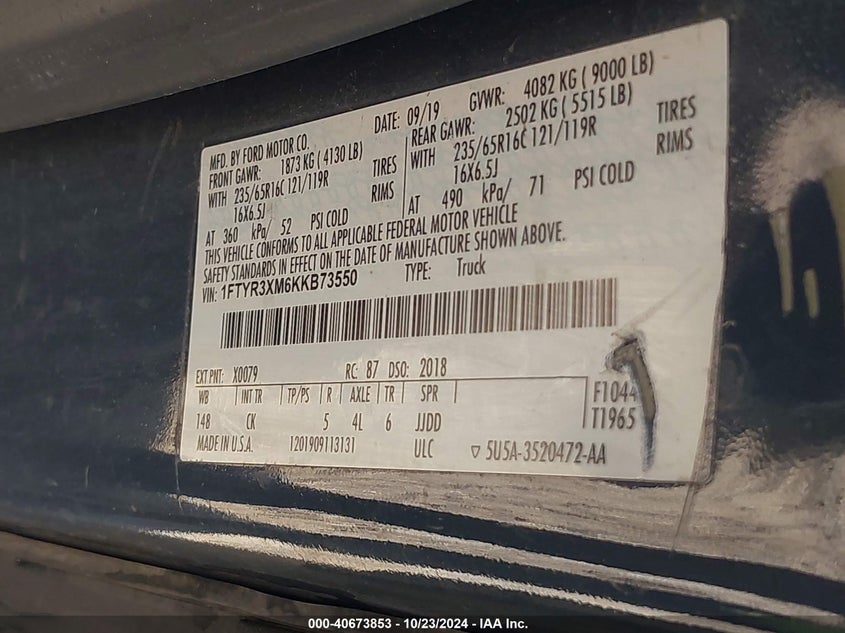 MFD. BY FORD MOTOR CO.
DATE: 09/19
GVWR: 4082 KG ( 9000 LB)
FRONT GAWR: 1873 KG ( 4130 LB)
REAR GAWR: 2502 KG ( 5515 LB)
WITH 235/65R16C 121/119R TIRES
WITH 235/65R16C 121/119R TIRES
16X6.5J RIMS
16X6.5J RIMS
AT 360 kPa/ 52 PSI COLD
AT 490 kPa/ 71 PSI COLD
THIS VEHICLE CONFORMS TO ALL APPLICABLE FEDERAL MOTOR VEHICLE
SAFETY STANDARDS IN EFFECT ON THE DATE OF MANUFACTURE SHOWN ABOVE.
VIN: 1FTYR3XM6KKB73550
TYPE: Truck
EXT PNT: X0079 RC: 87 DSO: 2018
WB INT TR TP/PS R AXLE TR SPR
F1044
148 CK 5 4L 6 JJDD
T1965
MADE IN U.S.A. 1201909113131 ULC ▽ 5U5A-3520472-AA
000-40673853 - 10/23/2024 - IAA Inc.